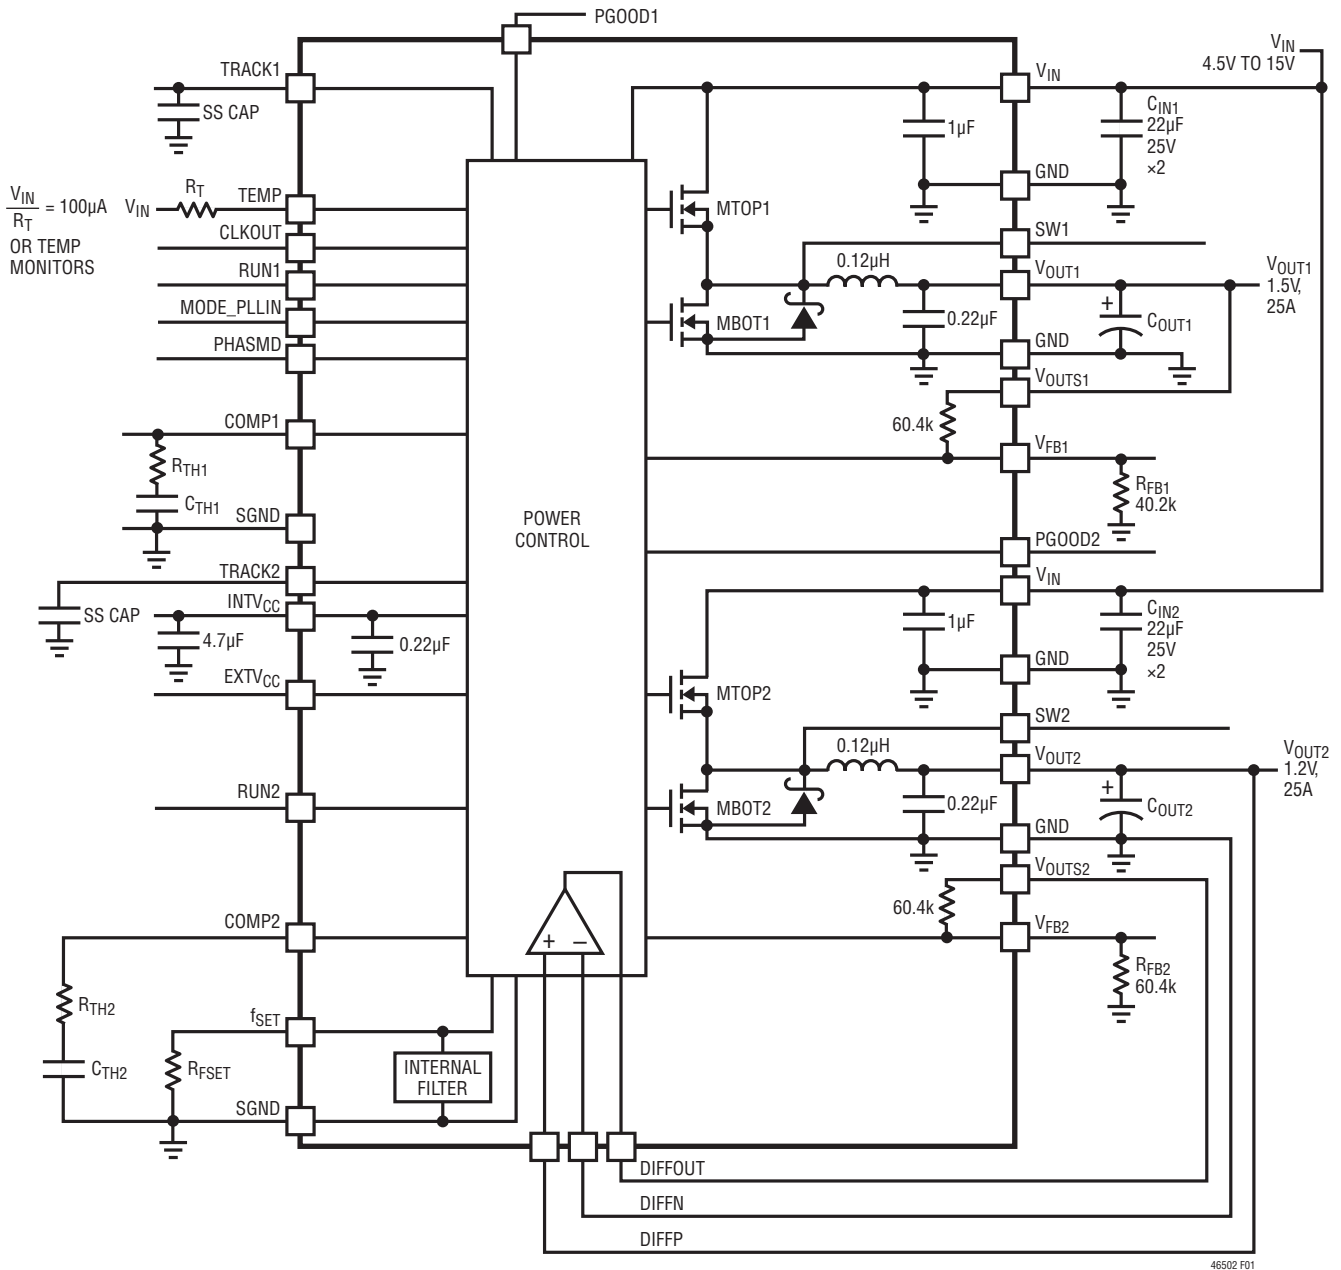 PGOOD1
TRACK1
SS CAP
VIN
RT
= 100µA
OR TEMP
MONITORS
VIN
RT
TEMP
CLKOUT
RUN1
MODE_PLLIN
PHASMD
COMP1
RTH1
CTH1
SGND
TRACK2
SS CAP
INTVCC
4.7µF
0.22µF
EXTVCC
RUN2
COMP2
RTH2
CTH2
fSET
RFSET
SGND
INTERNAL
FILTER
POWER
CONTROL
+
–
VIN
4.5V TO 15V
VIN
1µF
CIN1
22µF
25V
×2
GND
MTOP1
SW1
0.12µH
VOUT1
VOUT1
1.5V,
25A
MBOT1
0.22µF
+
COUT1
GND
VOUTS1
60.4k
VFB1
RFB1
40.2k
PGOOD2
VIN
1µF
CIN2
22µF
25V
×2
GND
MTOP2
SW2
0.12µH
VOUT2
VOUT2
1.2V,
25A
MBOT2
0.22µF
+
COUT2
GND
VOUTS2
60.4k
VFB2
RFB2
60.4k
DIFFOUT
DIFFN
DIFFP
46502 F01